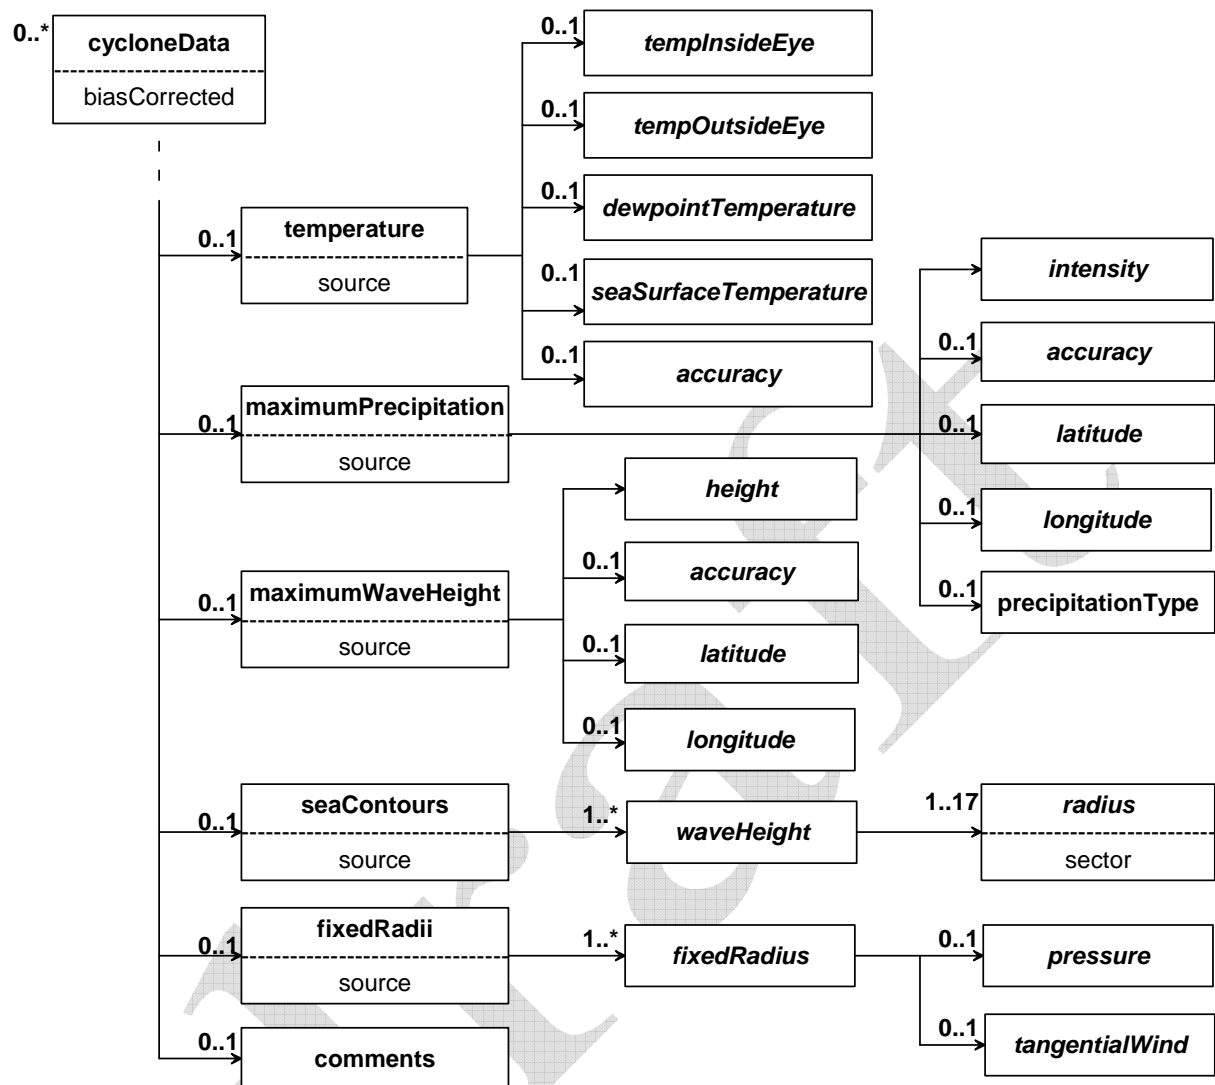 0..*
cycloneData
biasCorrected
0..1
temperature
source
0..1
tempInsideEye
0..1
tempOutsideEye
0..1
dewpointTemperature
0..1
seaSurfaceTemperature
0..1
accuracy
0..1
maximumPrecipitation
source
intensity
0..1
accuracy
0..1
latitude
0..1
longitude
0..1
precipitationType
0..1
maximumWaveHeight
source
height
0..1
accuracy
0..1
latitude
0..1
longitude
0..1
seaContours
source
1..*
waveHeight
1..17
radius
sector
0..1
fixedRadii
source
1..*
fixedRadius
0..1
pressure
0..1
tangentialWind
0..1
comments